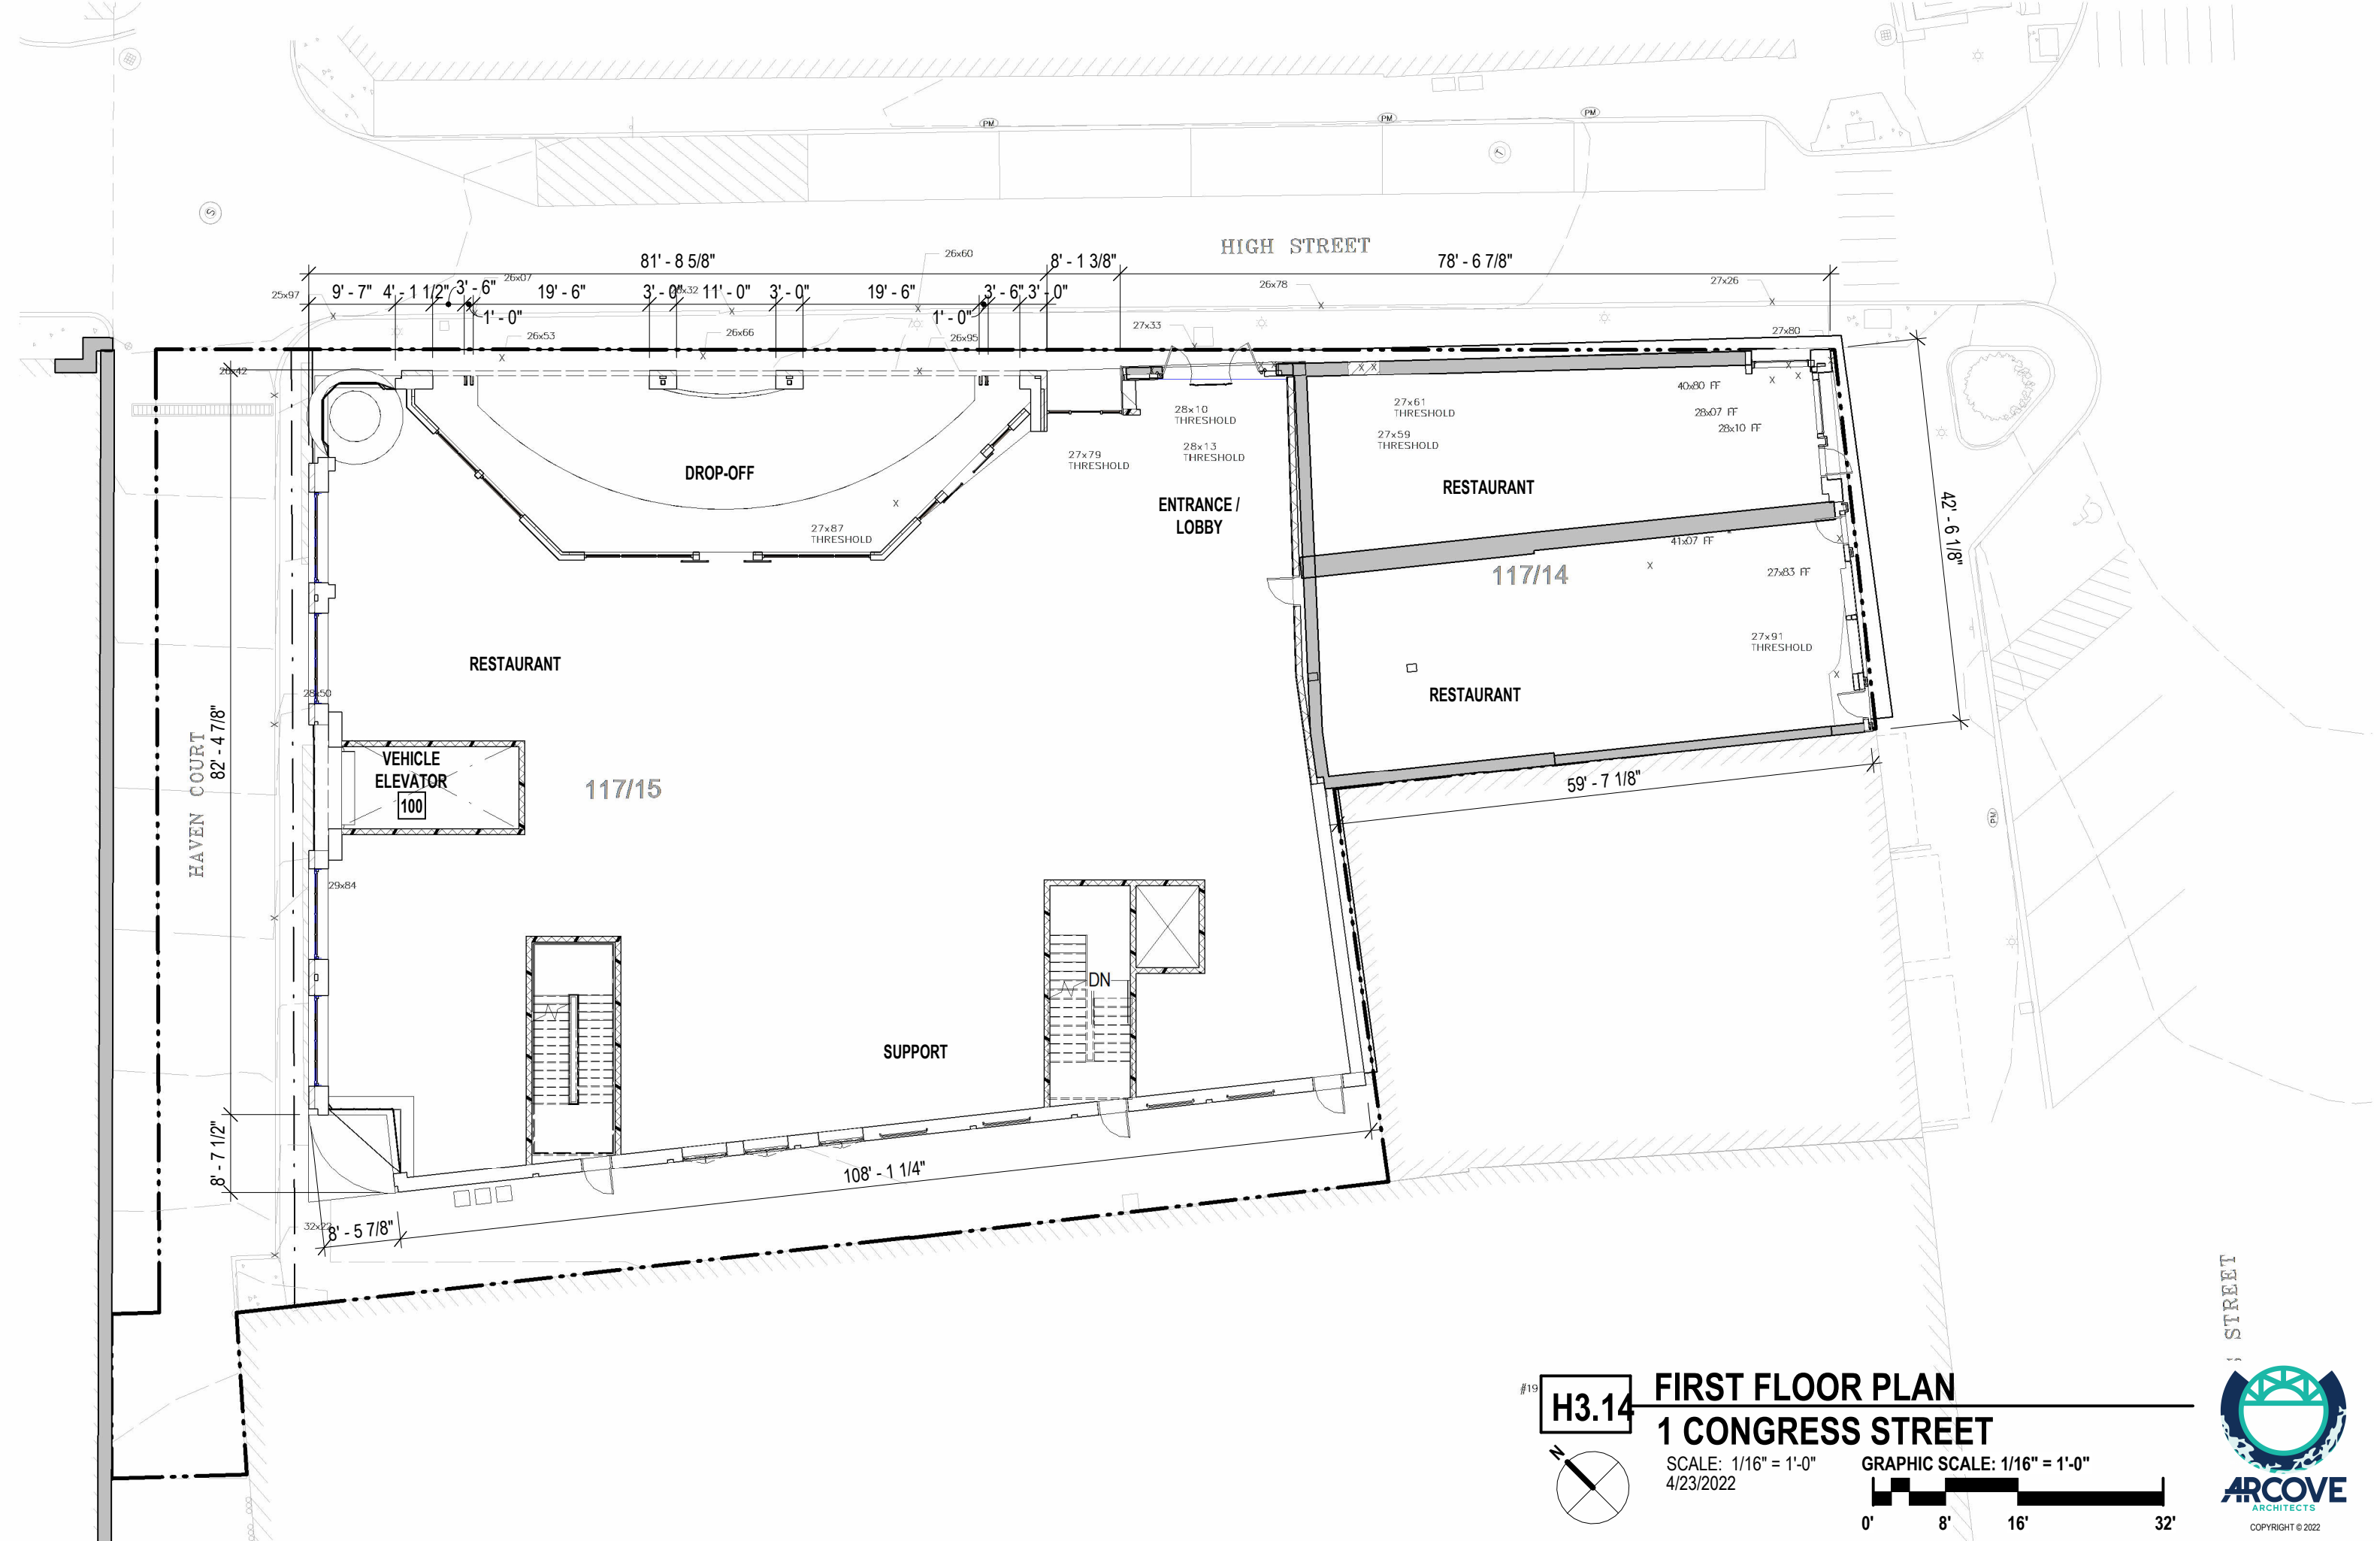 PM
PM
PM
T
S
HIGH STREET
26x60
81' - 8 5/8"
8' - 1 3/8"
78' - 6 7/8"
26x07
26x78
27x26
25x97
9' - 7"
4' - 1 1/2"
3' - 6"
19' - 6"
3' - 0"
26x32
11' - 0"
3' - 0"
19' - 6"
3' - 6"
3' - 0"
1' - 0"
1' - 0"
26x53
26x66
26x95
27x33
27x80
26x42
40x80 FF
28x07 FF
28x10 FF
28x10
THRESHOLD
27x61
THRESHOLD
27x59
THRESHOLD
28x13
THRESHOLD
27x79
THRESHOLD
DROP-OFF
RESTAURANT
ENTRANCE /
LOBBY
27x87
THRESHOLD
42' - 6 1/8"
41x07 FF
117/14
27x83 FF
27x91
THRESHOLD
RESTAURANT
RESTAURANT
28x50
82' - 4 7/8"
HAVEN COURT
VEHICLE
ELEVATOR
100
117/15
59' - 7 1/8"
PM
29x84
DN
SUPPORT
8' - 7 1/2"
108' - 1 1/4"
32x22
8' - 5 7/8"
STREET
#19
H3.14
FIRST FLOOR PLAN
1 CONGRESS STREET
N
SCALE: 1/16" = 1'-0"
4/23/2022
GRAPHIC SCALE: 1/16" = 1'-0"
0'
8'
16'
32'
ARCOVE
ARCHITECTS
COPYRIGHT © 2022